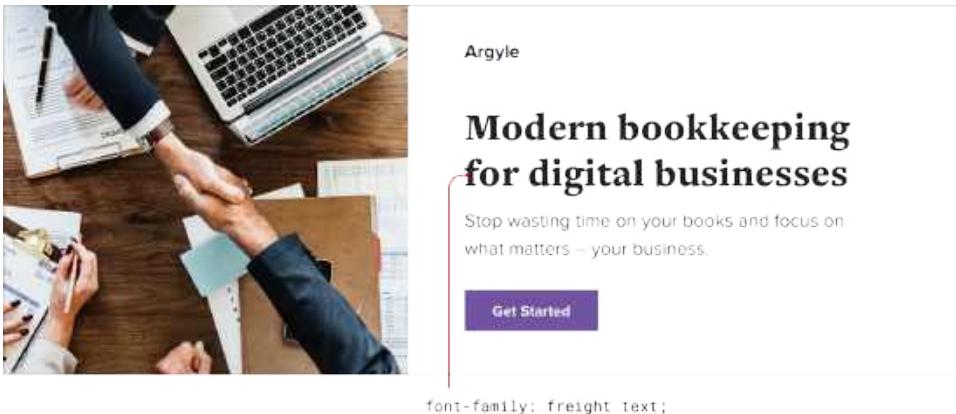 Argyle
Modern bookkeeping
for digital businesses
Stop wasting time on your books and focus on
what matters – your business.
Get Started
font-family: freight text;